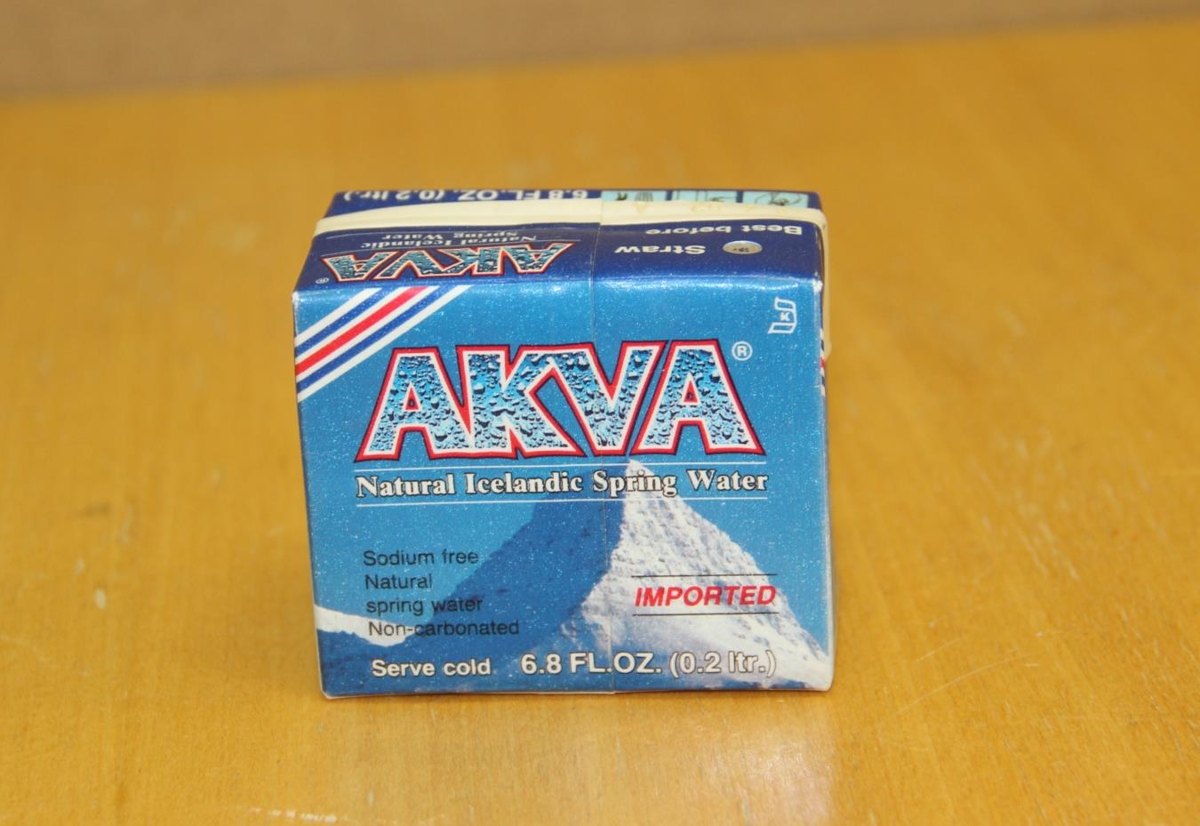 6.8 FL.OZ. (0.2 ltr.)
Best before
Straw
Natural Icelandic
Spring Water
AKVA
®
K
AKVA®
Natural Icelandic Spring Water
Sodium free
Natural
spring water
Non-carbonated
IMPORTED
Serve cold 6.8 FL.OZ. (0.2 ltr.)